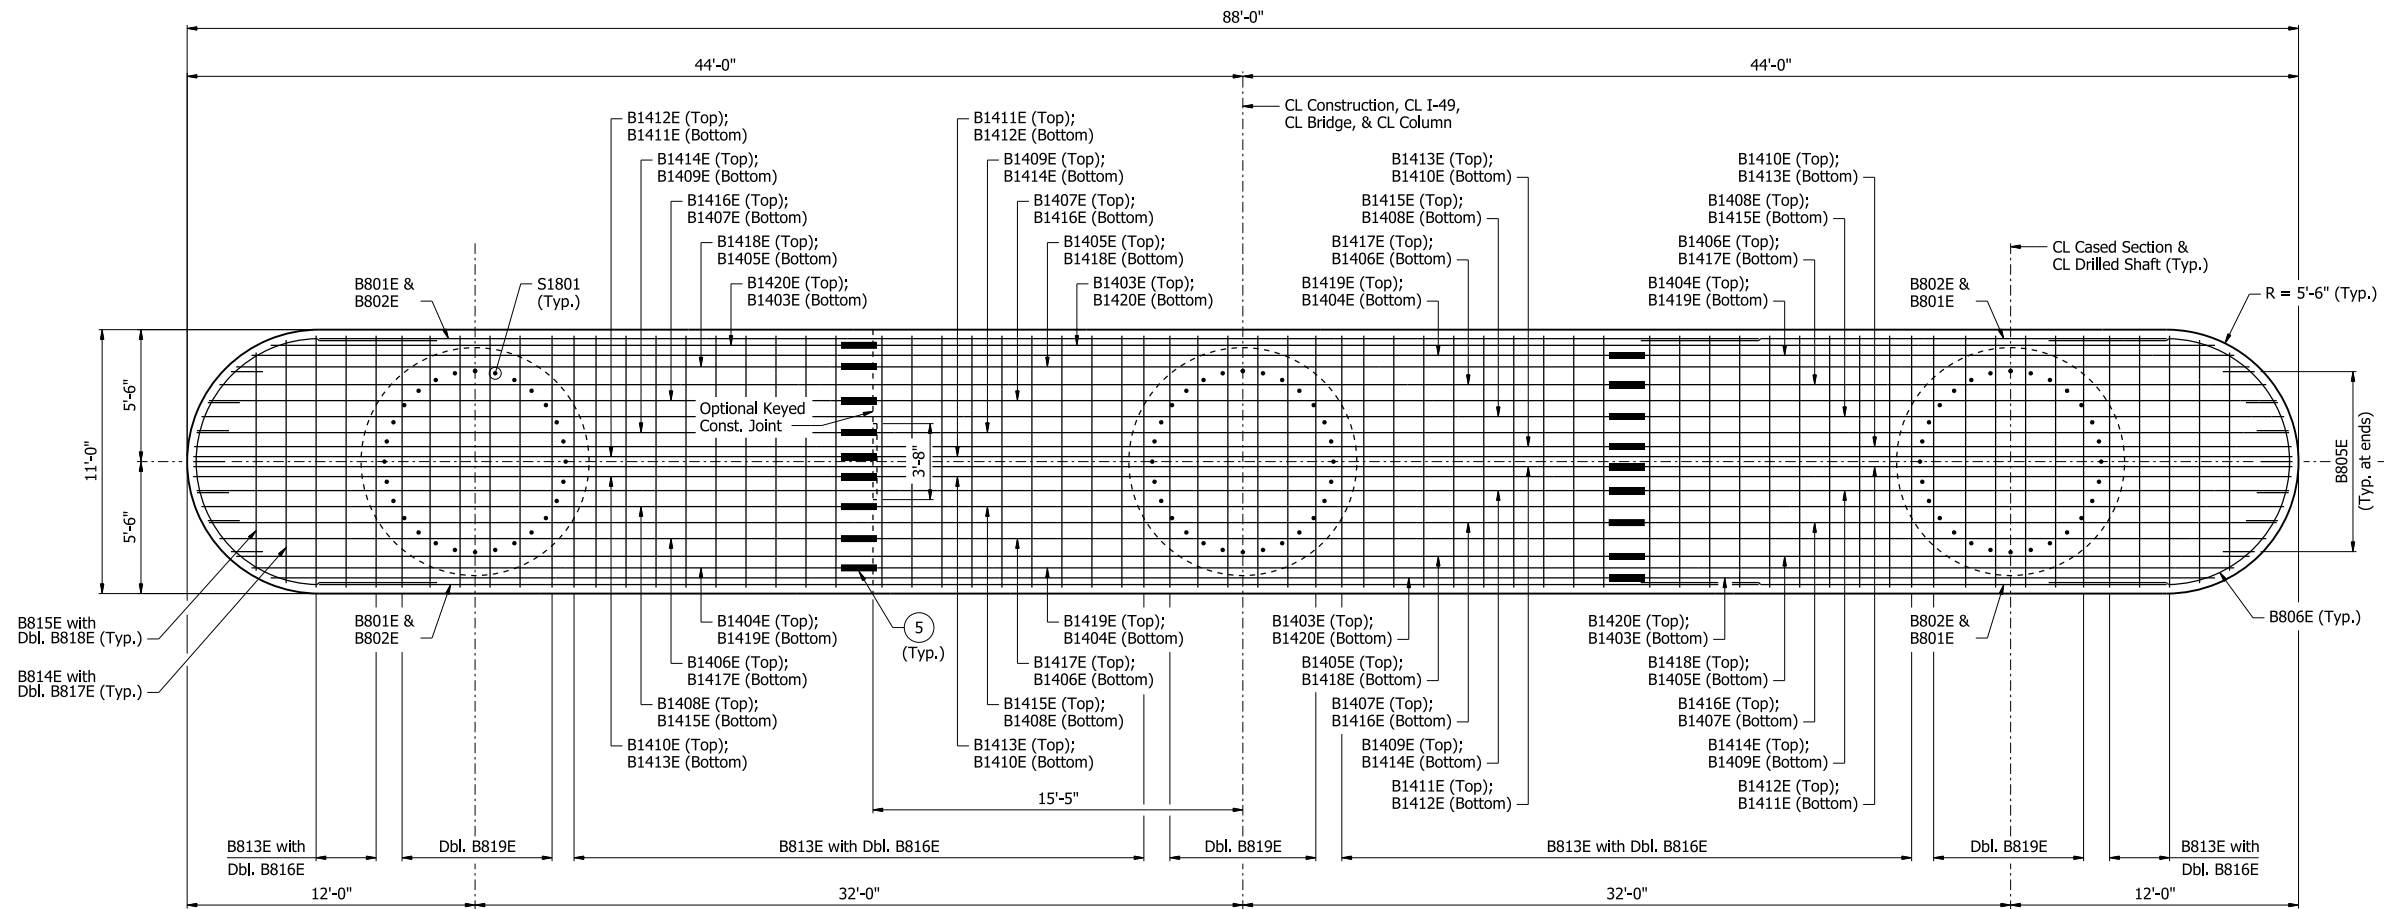 88'-0"
44'-0"
44'-0"
CL Construction, CL I-49,
CL Bridge, & CL Column
B1412E (Top);
B1411E (Bottom)
B1414E (Top);
B1409E (Bottom)
B1416E (Top);
B1407E (Bottom)
B1418E (Top);
B1405E (Bottom)
B1420E (Top);
B1403E (Bottom)
B1411E (Top);
B1412E (Bottom)
B1409E (Top);
B1414E (Bottom)
B1407E (Top);
B1416E (Bottom)
B1405E (Top);
B1418E (Bottom)
B1403E (Top);
B1420E (Bottom)
B1413E (Top);
B1410E (Bottom)
B1415E (Top);
B1408E (Bottom)
B1417E (Top);
B1406E (Bottom)
B1419E (Top);
B1404E (Bottom)
B1410E (Top);
B1413E (Bottom)
B1408E (Top);
B1415E (Bottom)
B1406E (Top);
B1417E (Bottom)
B1404E (Top);
B1419E (Bottom)
CL Cased Section &
CL Drilled Shaft (Typ.)
B801E &
B802E
S1801
(Typ.)
B802E &
B801E
R = 5'-6" (Typ.)
11'-0"
5'-6"
5'-6"
Optional Keyed
Const. Joint
3'-8"
B805E
(Typ. at ends)
B815E with
Dbl. B818E (Typ.)
B814E with
Dbl. B817E (Typ.)
B801E &
B802E
B1404E (Top);
B1419E (Bottom)
B1406E (Top);
B1417E (Bottom)
B1408E (Top);
B1415E (Bottom)
B1410E (Top);
B1413E (Bottom)
5
(Typ.)
B1419E (Top);
B1404E (Bottom)
B1417E (Top);
B1406E (Bottom)
B1415E (Top);
B1408E (Bottom)
B1413E (Top);
B1410E (Bottom)
B1403E (Top);
B1420E (Bottom)
B1405E (Top);
B1418E (Bottom)
B1407E (Top);
B1416E (Bottom)
B1409E (Top);
B1414E (Bottom)
B1411E (Top);
B1412E (Bottom)
B1420E (Top);
B1403E (Bottom)
B1418E (Top);
B1405E (Bottom)
B1416E (Top);
B1407E (Bottom)
B1414E (Top);
B1409E (Bottom)
B1412E (Top);
B1411E (Bottom)
B802E &
B801E
B806E (Typ.)
15'-5"
B813E with
Dbl. B816E
Dbl. B819E
B813E with Dbl. B816E
Dbl. B819E
B813E with Dbl. B816E
Dbl. B819E
B813E with
Dbl. B816E
12'-0"
32'-0"
32'-0"
12'-0"